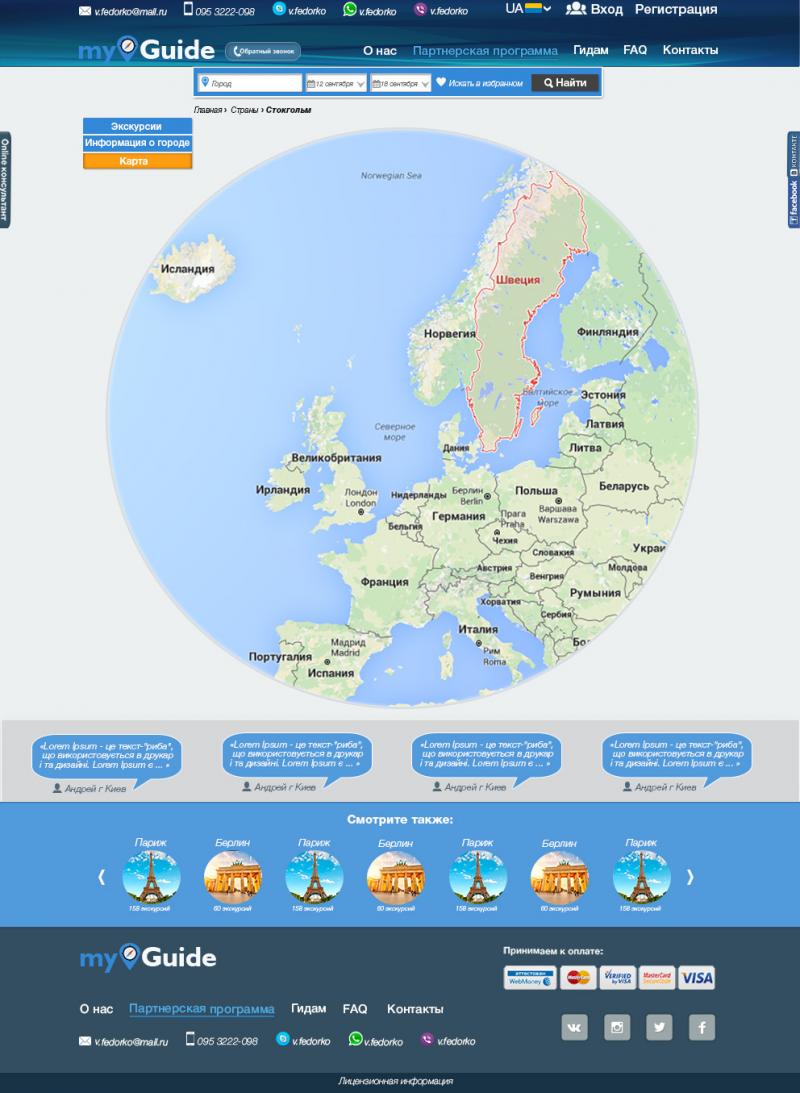 v.fedorko@mail.ru 095 3222-098 v.fedorko v.fedorko v.fedorko UA Вход Регистрация
myGuide Обратный звонок О нас Партнерская программа Гидам FAQ Контакты
Город 12 сентября 18 сентября Искать в избранном Найти
Главная › Страны › Стокгольм
Экскурсии
Информация о городе
Карта
Online консультант
КОНТАКТЕ
facebook
Norwegian Sea
Исландия
Швеция
Норвегия
Финляндия
Балтийское
море
Эстония
Северное
море
Латвия
Дания
Литва
Великобритания
Ирландия
Лондон
London
Нидерланды
Берлин
Berlin
Польша
Беларусь
Варшава
Warszawa
Германия
Прага
Praha
Бельгия
Чехия
Украи
Словакия
Австрия
Молдова
Венгрия
Франция
Румыния
Хорватия
Сербия
Италия
Бо
Мадрид
Madrid
Рим
Roma
Португалия
Испания
«Lorem Ipsum - це текст-"риба",
що використовується в друкар
і та дизайні. Lorem Ipsum є ... »
Андрей г Киев
«Lorem Ipsum - це текст-"риба",
що використовується в друкар
і та дизайні. Lorem Ipsum є ... »
Андрей г Киев
«Lorem Ipsum - це текст-"риба",
що використовується в друкар
і та дизайні. Lorem Ipsum є ... »
Андрей г Киев
«Lorem Ipsum - це текст-"риба",
що використовується в друкар
і та дизайні. Lorem Ipsum є ... »
Андрей г Киев
Смотрите также:
Париж Берлин Париж Берлин Париж Берлин Париж
158 экскурсий 60 экскурсий 158 экскурсий 60 экскурсий 158 экскурсий 60 экскурсий 158 экскурсий
myGuide
Принимаем к оплате:
АТТЕСТОВАН WebMoney MasterCard VERIFIED by VISA MasterCard SecureCode VISA
О нас Партнерская программа Гидам FAQ Контакты
v.fedorko@mail.ru 095 3222-098 v.fedorko v.fedorko v.fedorko
Лицензионная информация